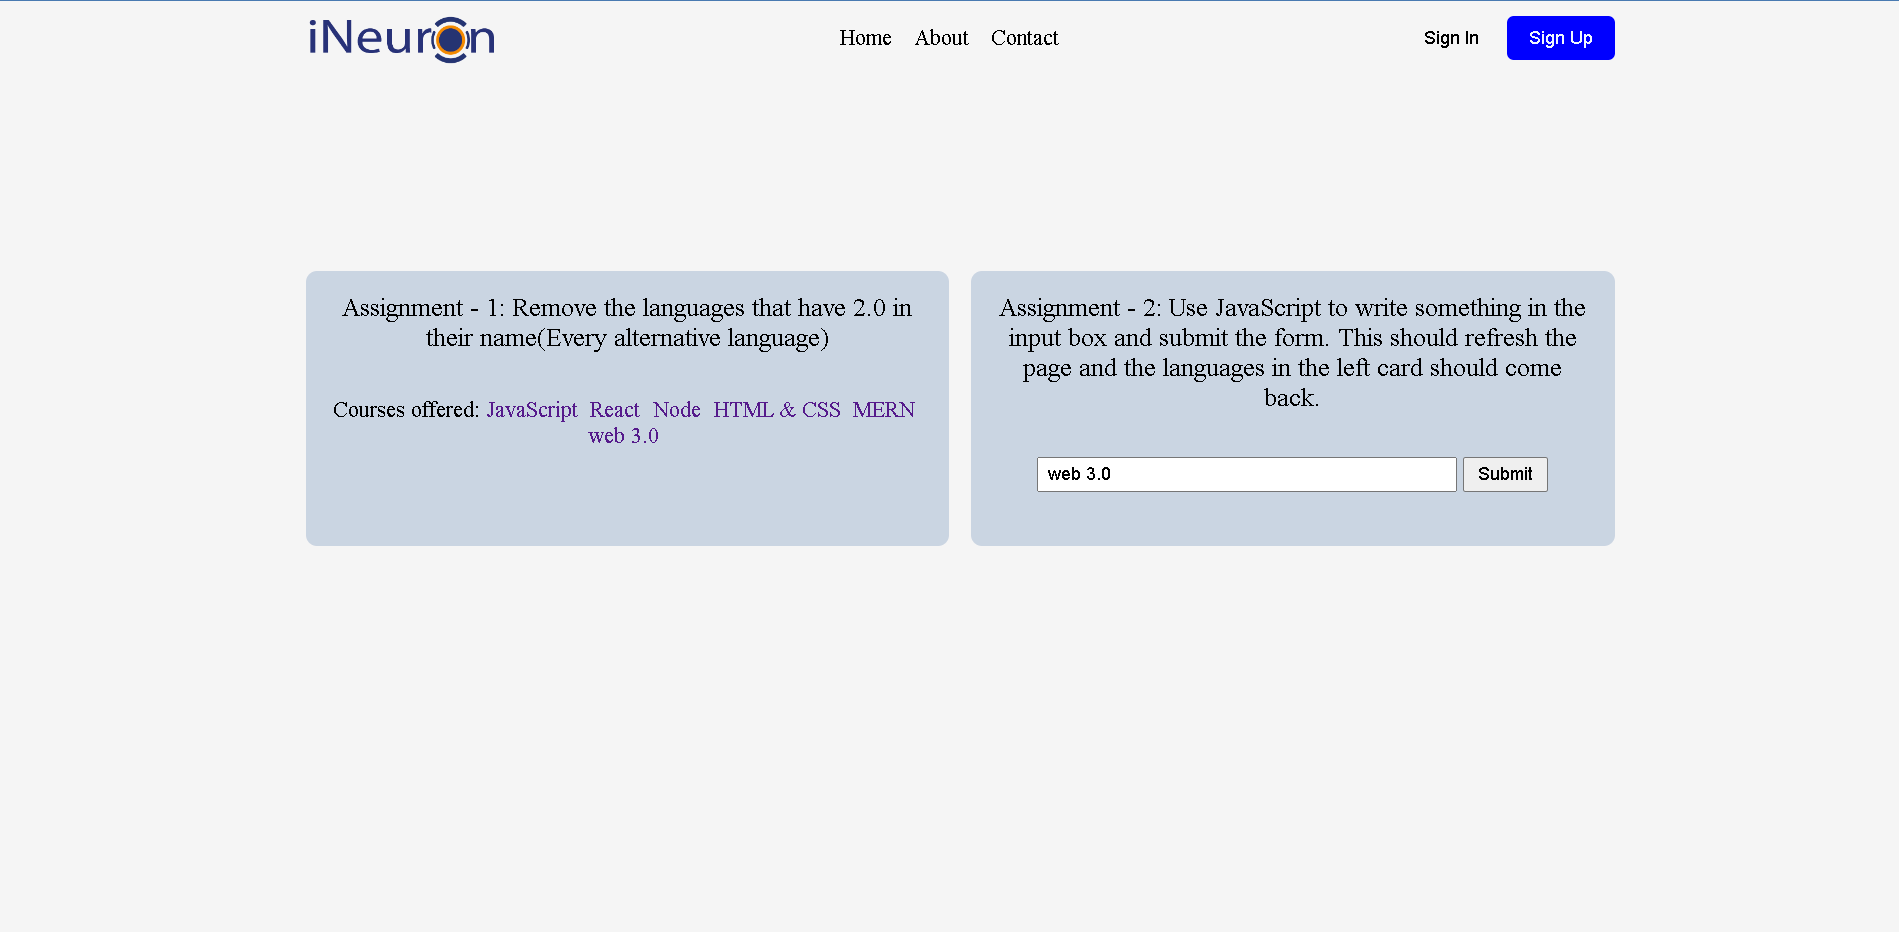 iNeuron
Home About Contact
Sign In Sign Up
Assignment - 1: Remove the languages that have 2.0 in
their name(Every alternative language)
Courses offered: JavaScript React Node HTML & CSS MERN
web 3.0
Assignment - 2: Use JavaScript to write something in the
input box and submit the form. This should refresh the
page and the languages in the left card should come
back.
web 3.0 Submit